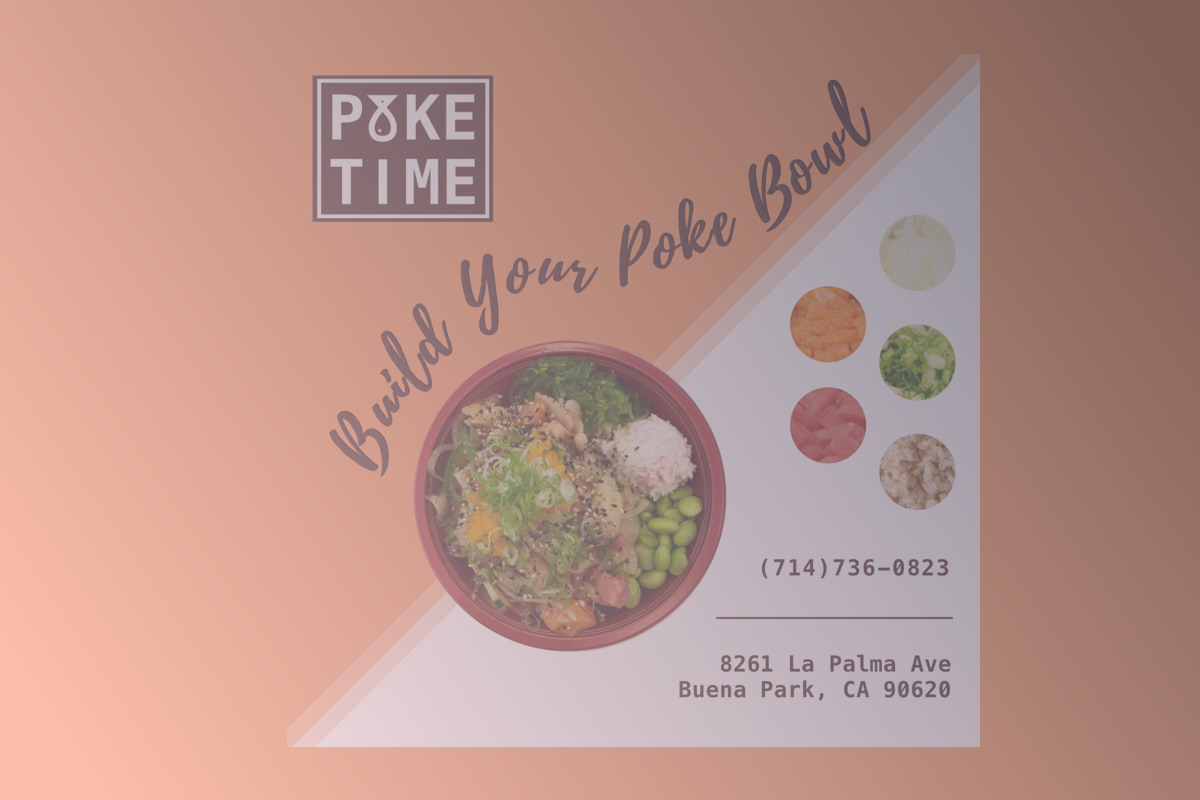 POKE
TIME
Build Your Poke Bowl
(714)736-0823
8261 La Palma Ave
Buena Park, CA 90620